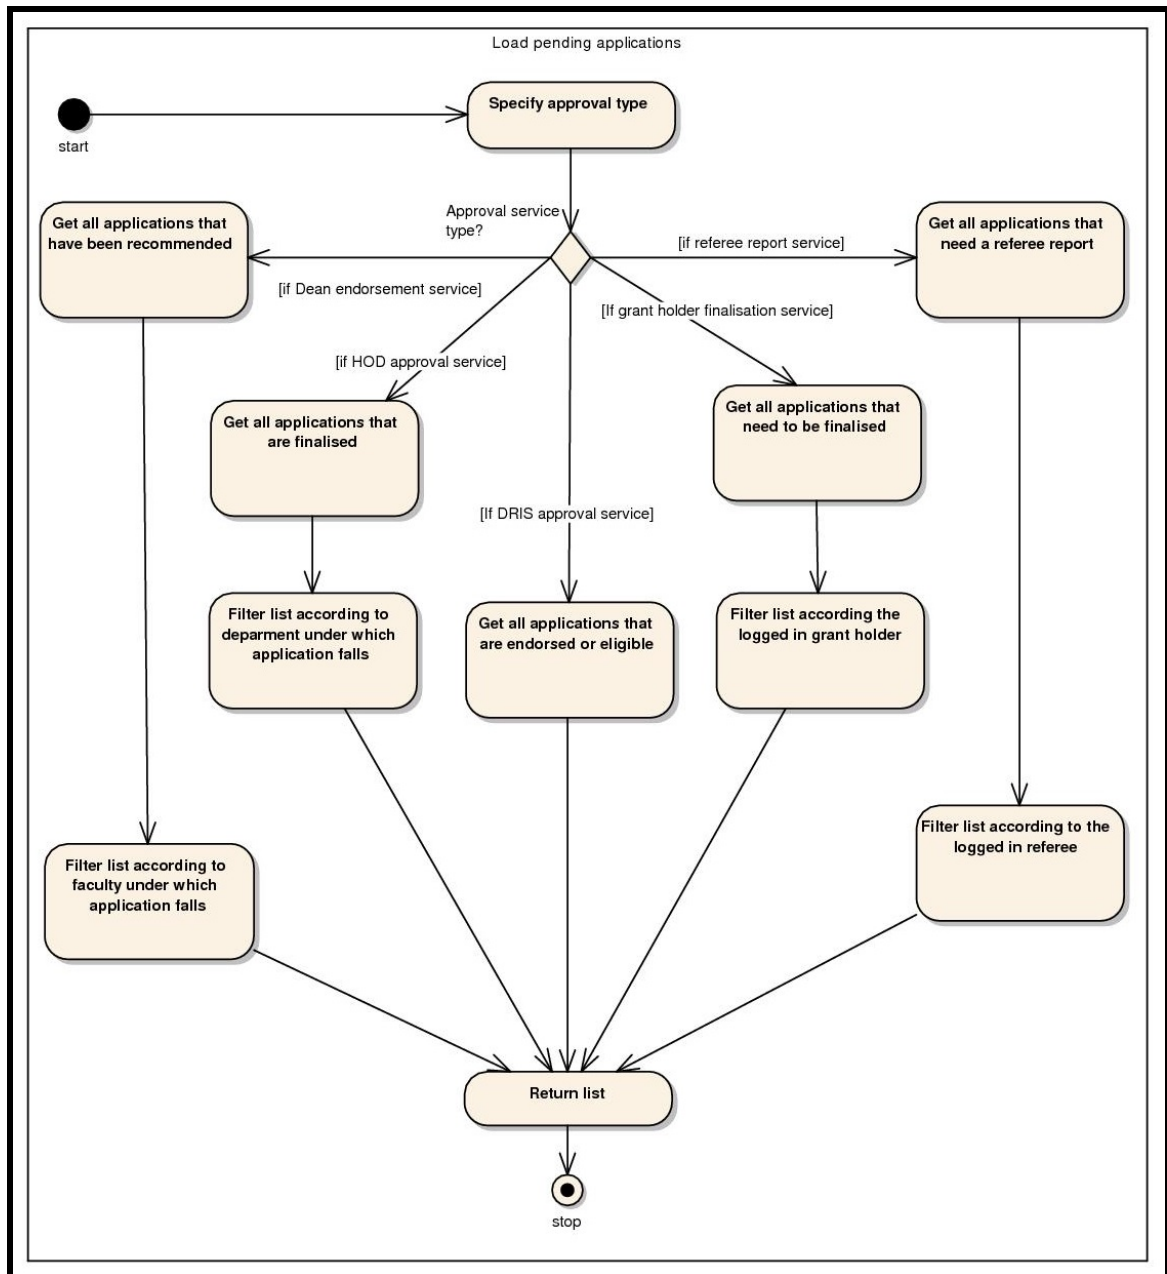 Load pending applications
Specify approval type
start
Approval service
type?
Get all applications that
have been recommended
[if referee report service]
Get all applications that
need a referee report
[if Dean endorsement service]
[If grant holder finalisation service]
[if HOD approval service]
Get all applications that
are finalised
Get all applications that
need to be finalised
[If DRIS approval service]
Filter list according to
deparment under which
application falls
Get all applications that
are endorsed or eligible
Filter list according the
logged in grant holder
Filter list according to the
logged in referee
Filter list according to
faculty under which
application falls
Return list
stop